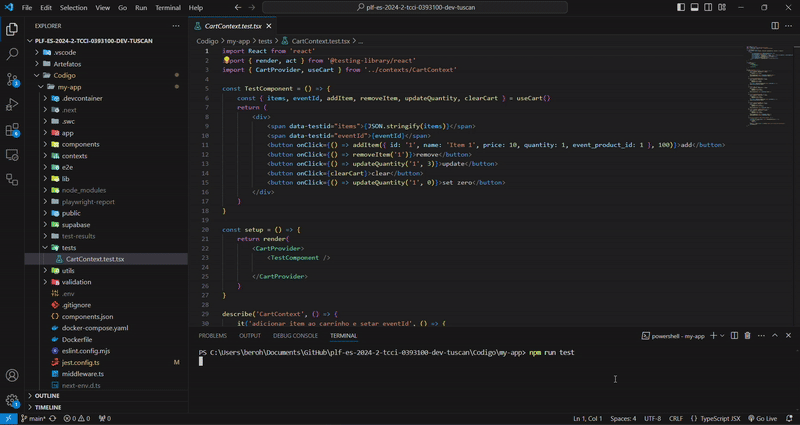 File Edit Selection View Go Run Terminal Help
plf-es-2024-2-tcci-0393100-dev-tuscan
EXPLORER
PLF-ES-2024-2-TCCI-0393100-DEV-TUSCAN
.vscode
Artefatos
Codigo
my-app
.devcontainer
.next
.swc
app
components
contexts
e2e
lib
node_modules
playwright-report
public
supabase
test-results
tests
CartContext.test.tsx
utils
validation
.env
.gitignore
components.json
docker-compose.yaml
Dockerfile
eslint.config.mjs
jest.config.ts M
middleware.ts
next-env.d.ts
OUTLINE
TIMELINE
CartContext.test.tsx
Codigo > my-app > tests > CartContext.test.tsx > ...
1 import React from 'react'
2 port { render, act } from '@testing-library/react'
3 import { CartProvider, useCart } from '../contexts/CartContext'
4
5 const TestComponent = () => {
6 const { items, eventId, addItem, removeItem, updateQuantity, clearCart } = useCart()
7 return (
8 <div>
9 <span data-testid="items">{JSON.stringify(items)}</span>
10 <span data-testid="eventId">{eventId}</span>
11 <button onClick={() => addItem({ id: '1', name: 'Item 1', price: 10, quantity: 1, event_product_id: 1 }, 100)}>add</button>
12 <button onClick={() => removeItem('1')}>remove</button>
13 <button onClick={() => updateQuantity('1', 3)}>update</button>
14 <button onClick={clearCart}>clear</button>
15 <button onClick={() => updateQuantity('1', 0)}>set zero</button>
16 </div>
17 )
18 }
19
20 const setup = () => {
21 return render(
22 <CartProvider>
23 <TestComponent />
24
25 </CartProvider>
26 )
27 }
28
29 describe('CartContext', () => {
30 it('adicionar item ao carrinho e setar eventId', () => {
PROBLEMS OUTPUT DEBUG CONSOLE TERMINAL
powershell - my-app
PS C:\Users\beroh\Documents\GitHub\plf-es-2024-2-tcci-0393100-dev-tuscan\Codigo\my-app> npm run test
main* 0 0 0 Ln 1, Col 1 Spaces: 4 UTF-8 CRLF {} TypeScript JSX Go Live